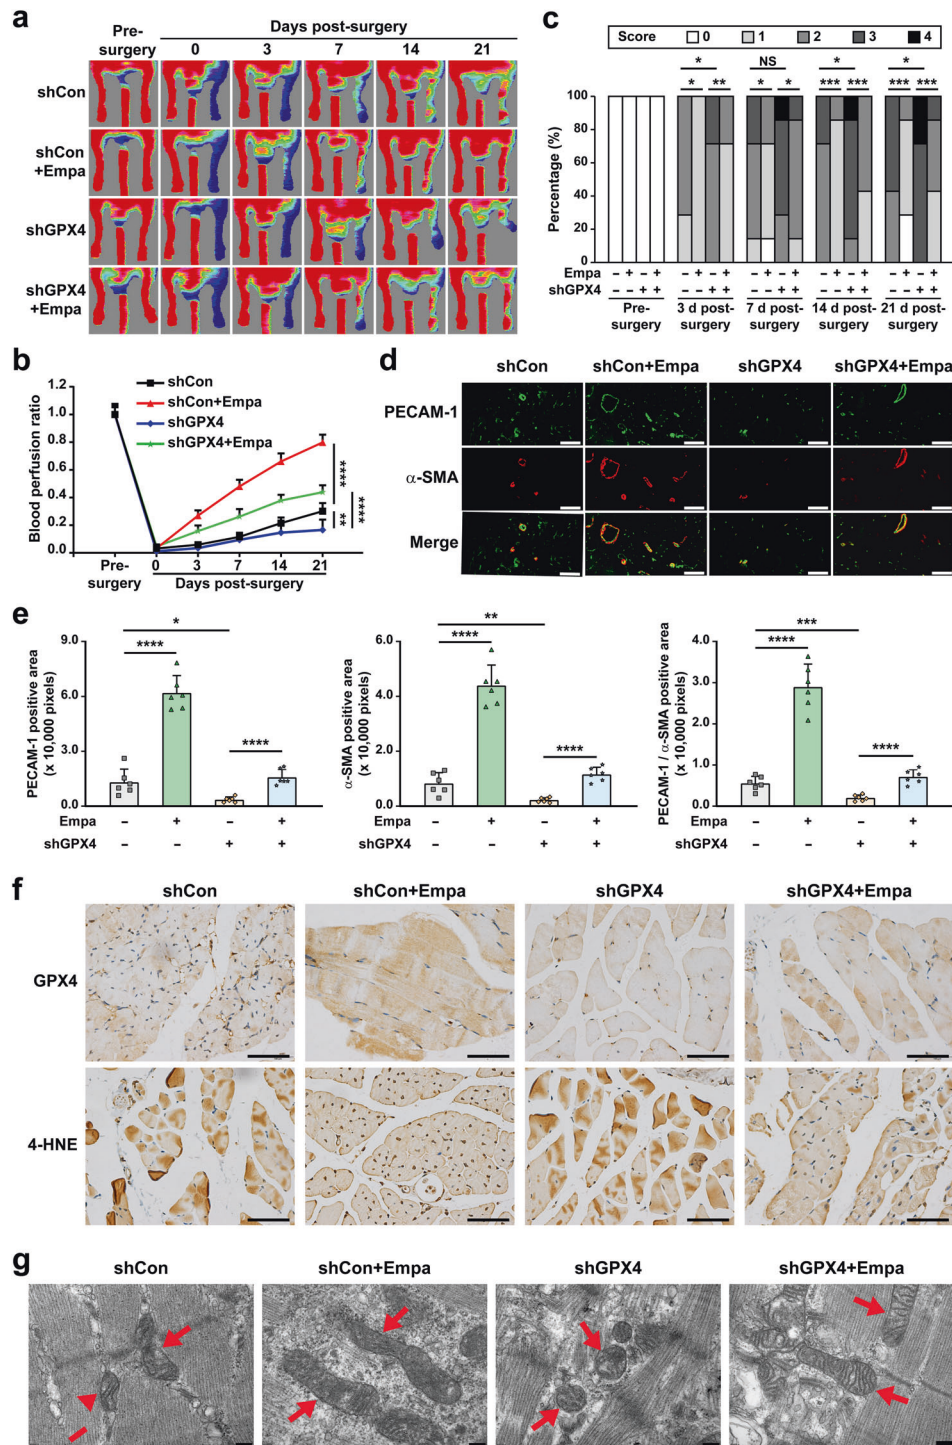 a
Pre-
surgery
Days post-surgery
0 3 7 14 21
shCon
shCon
+Empa
shGPX4
shGPX4
+Empa
b
Blood perfusion ratio
1.2
1.0
0.8
0.6
0.4
0.2
0.0
shCon
shCon+Empa
shGPX4
shGPX4+Empa
****
**
****
Pre-
surgery
0 3 7 14 21
Days post-surgery
c
Score 0 1 2 3 4
* NS * *
* ** * * *** *** *** ***
Percentage (%)
100
80
60
40
20
0
Empa − + − + − + − + − + − + − + − + − + − +
shGPX4 − − + + − − + + − − + + − − + + − − + +
Pre-
surgery
3 d post-
surgery
7 d post-
surgery
14 d post-
surgery
21 d post-
surgery
d
shCon shCon+Empa shGPX4 shGPX4+Empa
PECAM-1
α-SMA
Merge
e
PECAM-1 positive area
(x 10,000 pixels)
9.0
6.0
3.0
0.0
*
****
****
Empa − + − +
shGPX4 − − + +
α-SMA positive area
(x 10,000 pixels)
6.0
4.0
2.0
0.0
**
****
****
− + − +
− − + +
PECAM-1 / α-SMA positive area
(x 10,000 pixels)
4.0
3.0
2.0
1.0
0.0
***
****
****
− + − +
− − + +
f
shCon shCon+Empa shGPX4 shGPX4+Empa
GPX4
4-HNE
g
shCon shCon+Empa shGPX4 shGPX4+Empa